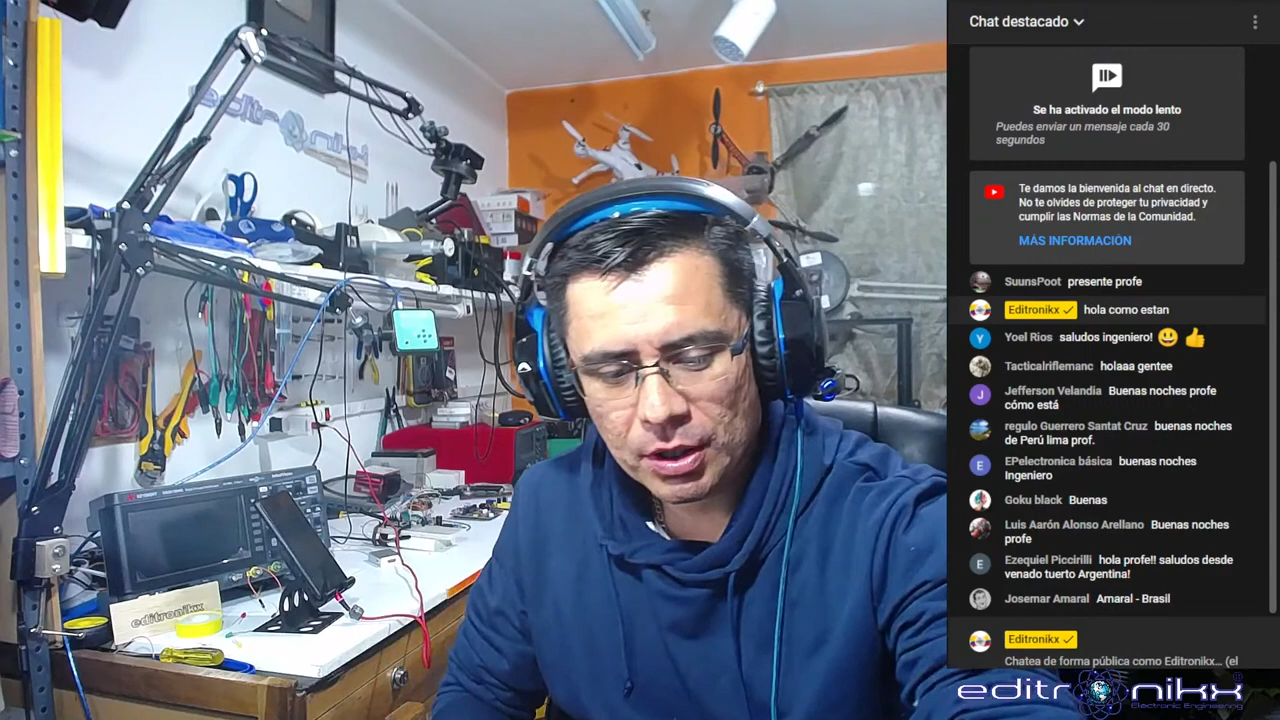 editronikx
KEYSIGHT
editronikx
Chat destacado
Se ha activado el modo lento
Puedes enviar un mensaje cada 30
segundos
Te damos la bienvenida al chat en directo.
No te olvides de proteger tu privacidad y
cumplir las Normas de la Comunidad.
MÁS INFORMACIÓN
SuunsPoot presente profe
Editronikx hola como estan
Y Yoel Rios saludos ingeniero! 😃 👍
Tacticalriflemanc holaaa gentee
J Jefferson Velandia Buenas noches profe
cómo está
regulo Guerrero Santat Cruz buenas noches
de Perú lima prof.
E EPelectronica básica buenas noches
Ingeniero
Goku black Buenas
Luis Aarón Alonso Arellano Buenas noches
profe
E Ezequiel Piccirilli hola profe!! saludos desde
venado tuerto Argentina!
Josemar Amaral Amaral - Brasil
Editronikx
Chatea de forma pública como Editronikx... (el
editronikx
Electronic Engineering